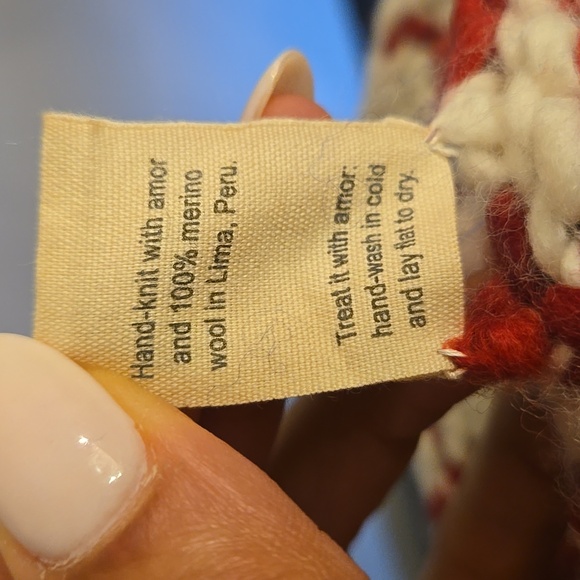 Hand-knit with amor
and 100% merino
wool in Lima, Peru.
Treat it with amor:
hand-wash in cold
and lay flat to dry.